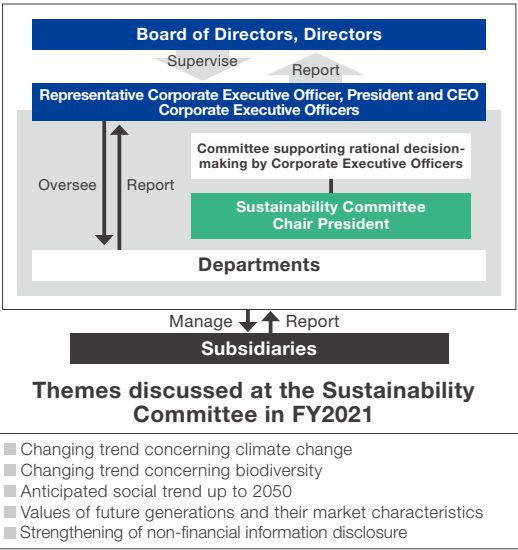 Board of Directors, Directors
Supervise
Report
Representative Corporate Executive Officer, President and CEO
Corporate Executive Officers
Committee supporting rational decision-
making by Corporate Executive Officers
Oversee
Report
Sustainability Committee
Chair President
Departments
Manage
Report
Subsidiaries
Themes discussed at the Sustainability
Committee in FY2021
Changing trend concerning climate change
Changing trend concerning biodiversity
Anticipated social trend up to 2050
Values of future generations and their market characteristics
Strengthening of non-financial information disclosure